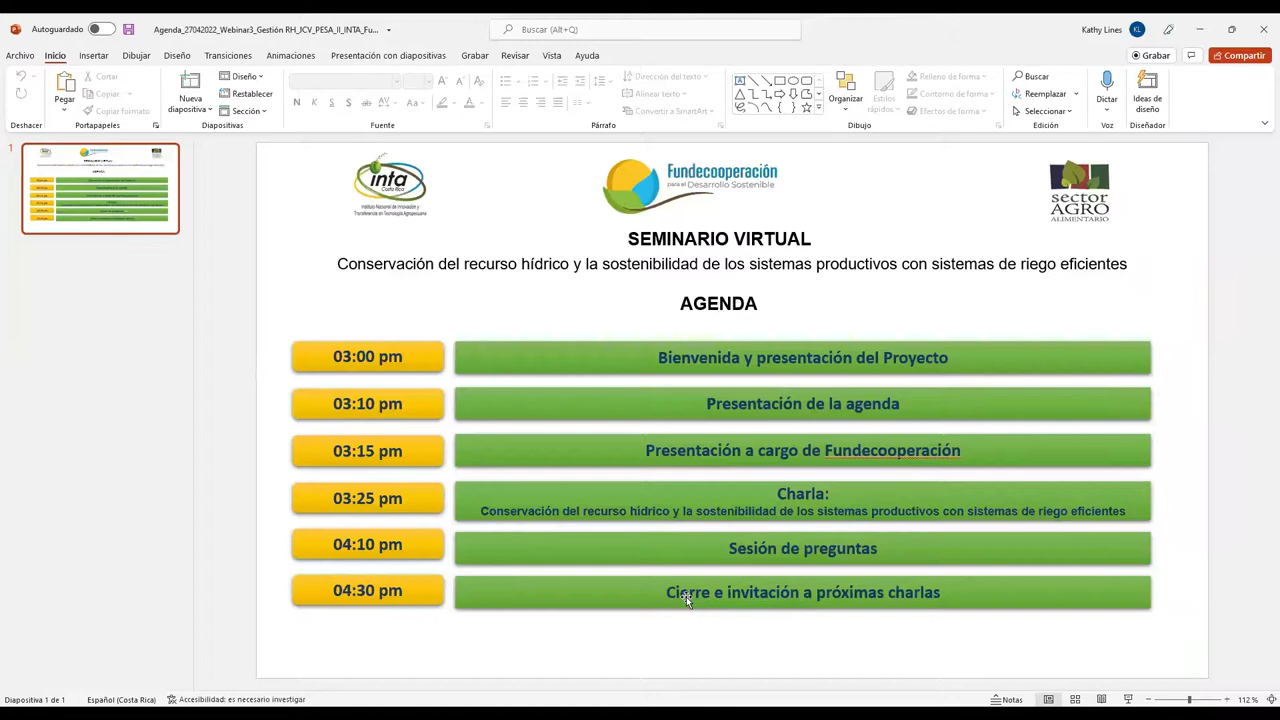 Autoguardado
Agenda_27042022_Webinar3_Gestión RH_JCV_PESA_II_INTA_Fu...
Buscar (Alt+Q)
Kathy Lines
KL
Archivo
Inicio
Insertar
Dibujar
Diseño
Transiciones
Animaciones
Presentación con diapositivas
Grabar
Revisar
Vista
Ayuda
Grabar
Compartir
Pegar
Cortar
Copiar
Copiar formato
Nueva diapositiva
Diseño
Restablecer
Sección
Dirección del texto
Alinear texto
Convertir a SmartArt
Organizar
Estilos rápidos
Relleno de forma
Contorno de forma
Efectos de forma
Buscar
Reemplazar
Seleccionar
Dictar
Ideas de diseño
Deshacer
Portapapeles
Diapositivas
Fuente
Párrafo
Dibujo
Edición
Voz
Diseñador
1
inta
Costa Rica
Instituto Nacional de Innovación y
Transferencia en Tecnología Agropecuaria
Fundecooperación
para el Desarrollo Sostenible
sector
AGRO
ALIMENTARIO
SEMINARIO VIRTUAL
Conservación del recurso hídrico y la sostenibilidad de los sistemas productivos con sistemas de riego eficientes
AGENDA
03:00 pm Bienvenida y presentación del Proyecto
03:10 pm Presentación de la agenda
03:15 pm Presentación a cargo de Fundecooperación
03:25 pm Charla:
Conservación del recurso hídrico y la sostenibilidad de los sistemas productivos con sistemas de riego eficientes
04:10 pm Sesión de preguntas
04:30 pm Cierre e invitación a próximas charlas
Diapositiva 1 de 1
Español (Costa Rica)
Accesibilidad: es necesario investigar
Notas
112 %